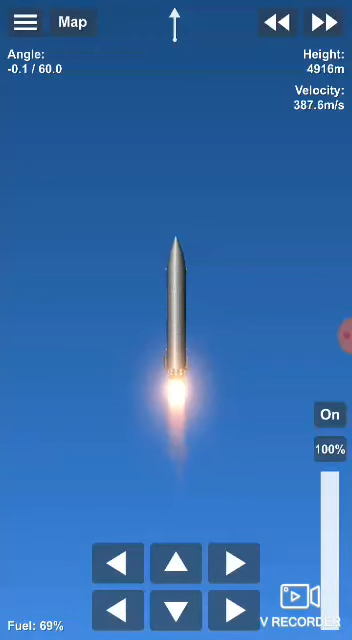 Map
Angle:
-0.1 / 60.0
Height:
4916m
Velocity:
387.6m/s
On
100%
V RECORDER
Fuel: 69%